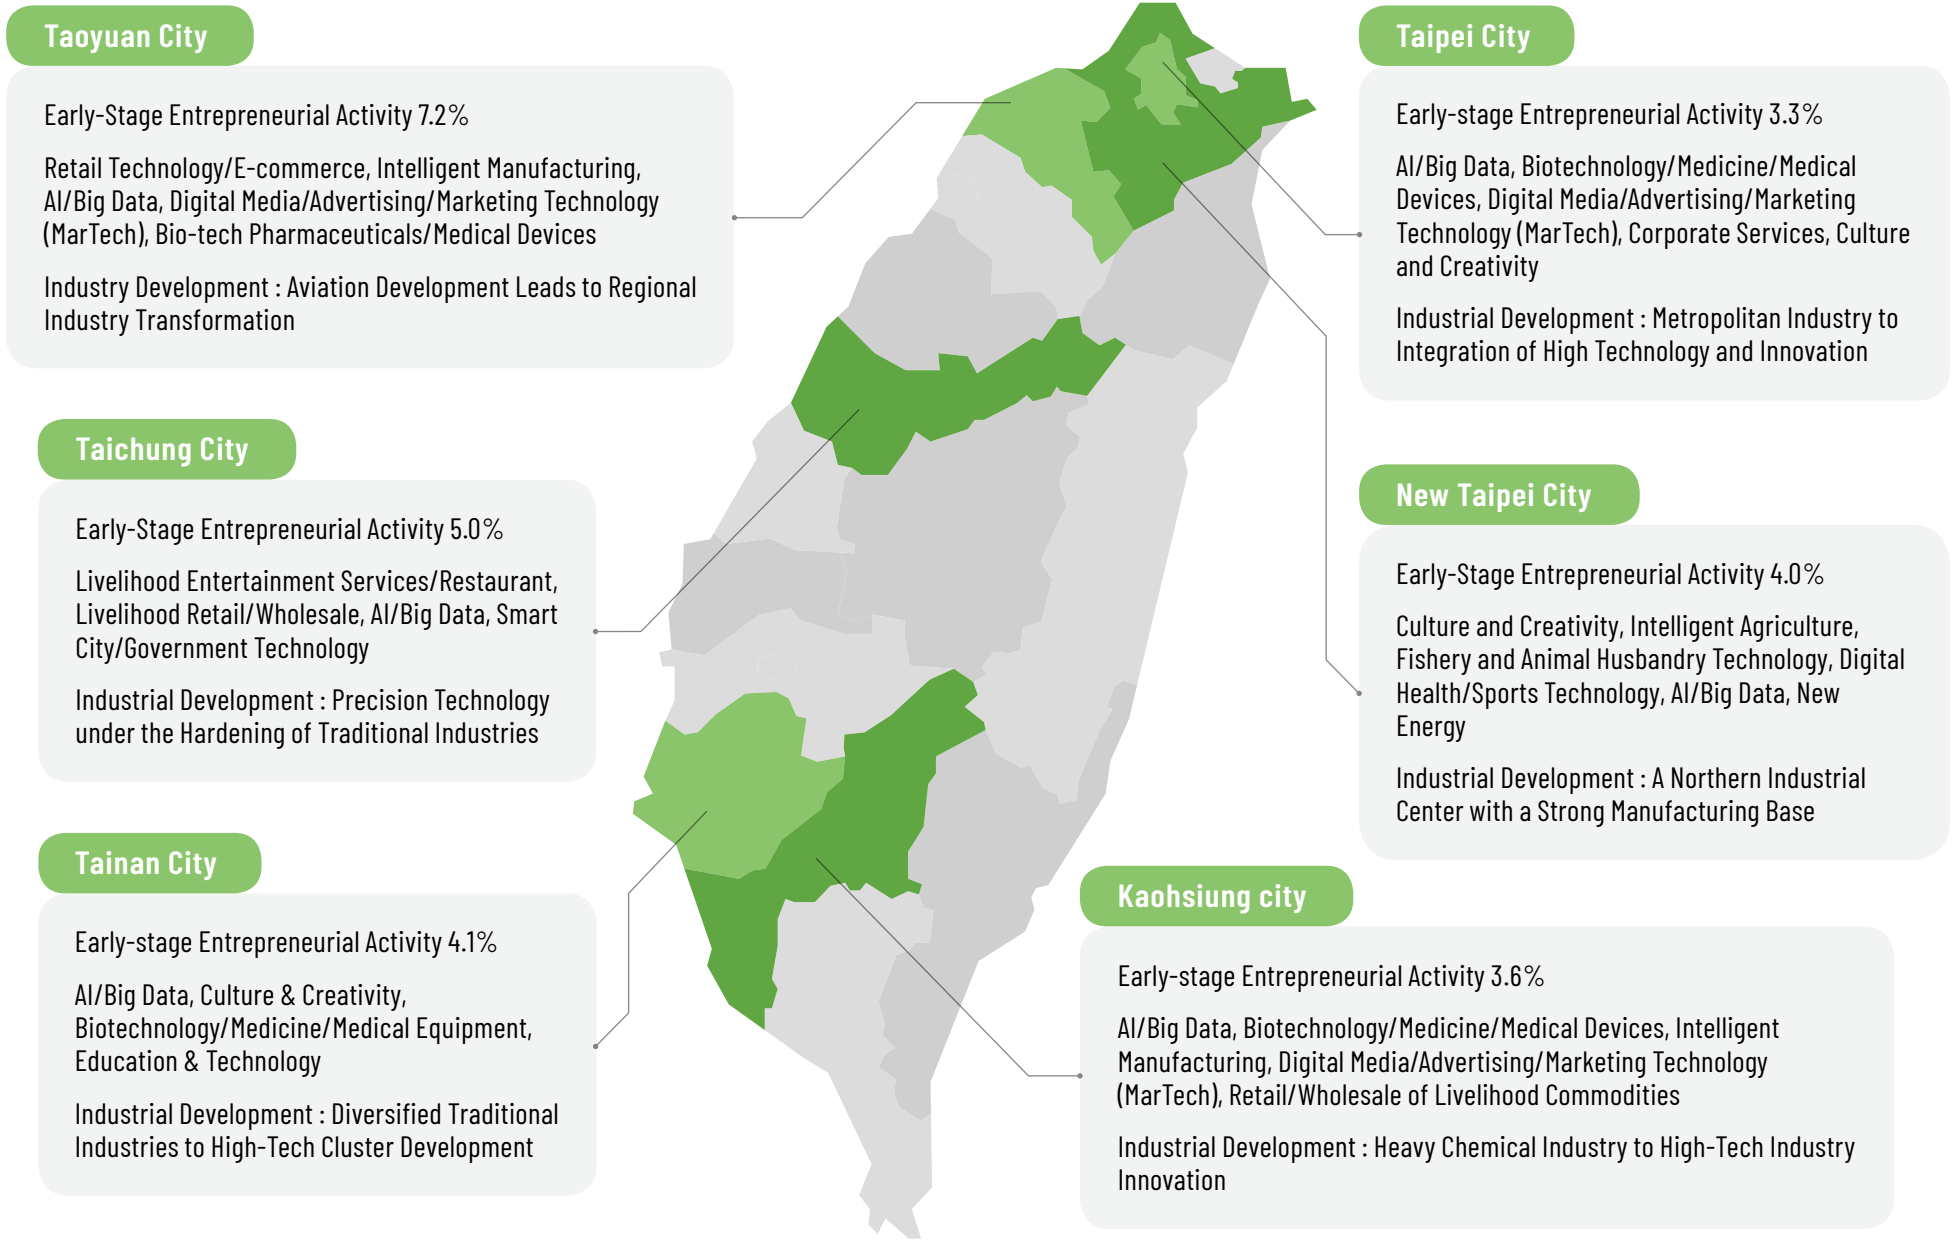 Taoyuan City
Early-Stage Entrepreneurial Activity 7.2%
Retail Technology/E-commerce, Intelligent Manufacturing,
AI/Big Data, Digital Media/Advertising/Marketing Technology
(MarTech), Bio-tech Pharmaceuticals/Medical Devices
Industry Development : Aviation Development Leads to Regional
Industry Transformation
Taichung City
Early-Stage Entrepreneurial Activity 5.0%
Livelihood Entertainment Services/Restaurant,
Livelihood Retail/Wholesale, AI/Big Data, Smart
City/Government Technology
Industrial Development : Precision Technology
under the Hardening of Traditional Industries
Tainan City
Early-stage Entrepreneurial Activity 4.1%
AI/Big Data, Culture & Creativity,
Biotechnology/Medicine/Medical Equipment,
Education & Technology
Industrial Development : Diversified Traditional
Industries to High-Tech Cluster Development
Taipei City
Early-stage Entrepreneurial Activity 3.3%
AI/Big Data, Biotechnology/Medicine/Medical
Devices, Digital Media/Advertising/Marketing
Technology (MarTech), Corporate Services, Culture
and Creativity
Industrial Development : Metropolitan Industry to
Integration of High Technology and Innovation
New Taipei City
Early-Stage Entrepreneurial Activity 4.0%
Culture and Creativity, Intelligent Agriculture,
Fishery and Animal Husbandry Technology, Digital
Health/Sports Technology, AI/Big Data, New
Energy
Industrial Development : A Northern Industrial
Center with a Strong Manufacturing Base
Kaohsiung city
Early-stage Entrepreneurial Activity 3.6%
AI/Big Data, Biotechnology/Medicine/Medical Devices, Intelligent
Manufacturing, Digital Media/Advertising/Marketing Technology
(MarTech), Retail/Wholesale of Livelihood Commodities
Industrial Development : Heavy Chemical Industry to High-Tech Industry
Innovation